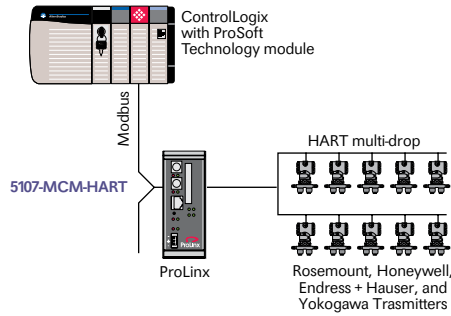 ControlLogix
with ProSoft
Technology module
Modbus
HART multi-drop
5107-MCM-HART
ProLinx
ProLinx
Rosemount, Honeywell,
Endress + Hauser, and
Yokogawa Trasmitters